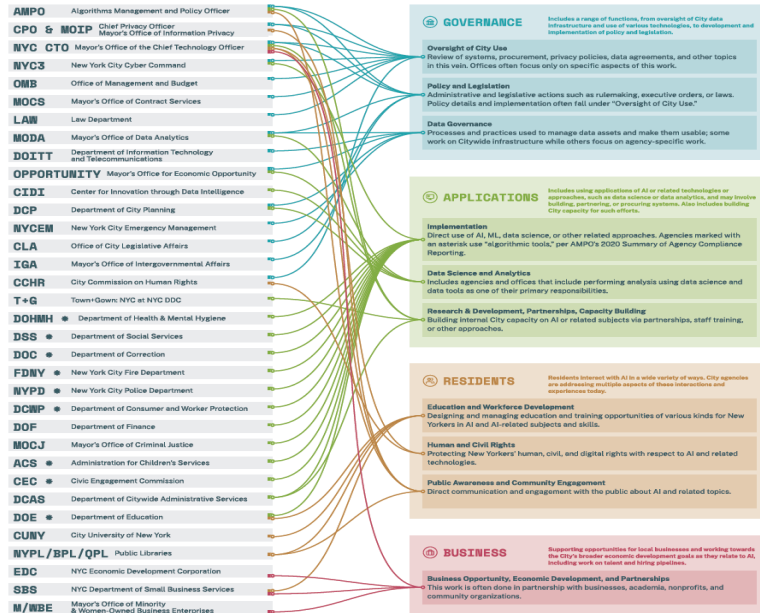 AMPO Algorithms Management and Policy Officer
CPO & MOIP Chief Privacy Officer
Mayor's Office of Information Privacy
NYC CTO Mayor's Office of the Chief Technology Officer
NYC3 New York City Cyber Command
OMB Office of Management and Budget
MOCS Mayor's Office of Contract Services
LAW Law Department
MODA Mayor's Office of Data Analytics
DOITT Department of Information Technology
and Telecommunications
OPPORTUNITY Mayor's Office for Economic Opportunity
CIDI Center for Innovation through Data Intelligence
DCP Department of City Planning
NYCEM New York City Emergency Management
CLA Office of City Legislative Affairs
IGA Mayor's Office of Intergovernmental Affairs
CCHR City Commission on Human Rights
T+G Town+Gown: NYC at NYC DDC
DOHMH Department of Health & Mental Hygiene
DSS Department of Social Services
DOC Department of Correction
FDNY New York City Fire Department
NYPD New York City Police Department
DCWP Department of Consumer and Worker Protection
DOF Department of Finance
MOCJ Mayor's Office of Criminal Justice
ACS Administration for Children's Services
CEC Civic Engagement Commission
DCAS Department of Citywide Administrative Services
DOE Department of Education
CUNY City University of New York
NYPL/BPL/QPL Public Libraries
EDC NYC Economic Development Corporation
SBS NYC Department of Small Business Services
M/WBE Mayor's Office of Minority
& Women-Owned Business Enterprises
GOVERNANCE
Includes a range of functions, from oversight of City data
infrastructure and use of various technologies, to development and
implementation of policy and legislation.
Oversight of City Use
Review of systems, procurement, privacy policies, data agreements, and other topics
in this vein. Offices often focus only on specific aspects of this work.
Policy and Legislation
Administrative and legislative actions such as rulemaking, executive orders, or laws.
Policy details and implementation often fall under "Oversight of City Use."
Data Governance
Processes and practices used to manage data assets and make them usable; some
work on Citywide infrastructure while others focus on agency-specific work.
APPLICATIONS
Includes using applications of AI or related technologies or
approaches, such as data science or data analytics, and may involve
building, partnering, or procuring systems. Also includes building
City capacity for such efforts.
Implementation
Direct use of AI, ML, data science, or other related approaches. Agencies marked with
an asterisk use "algorithmic tools," per AMPO's 2020 Summary of Agency Compliance
Reporting.
Data Science and Analytics
Includes agencies and offices that include performing analysis using data science and
data tools as one of their primary responsibilities.
Research & Development, Partnerships, Capacity Building
Building internal City capacity on AI or related subjects via partnerships, staff training,
or other approaches.
RESIDENTS
Residents interact with AI in a wide variety of ways. City agencies
are addressing multiple aspects of these interactions and
experiences today.
Education and Workforce Development
Designing and managing education and training opportunities of various kinds for New
Yorkers in AI and AI-related subjects and skills.
Human and Civil Rights
Protecting New Yorkers' human, civil, and digital rights with respect to AI and related
technologies.
Public Awareness and Community Engagement
Direct communication and engagement with the public about AI and related topics.
BUSINESS
Supporting opportunities for local businesses and working towards
the City's broader economic development goals as they relate to AI,
including work on talent and hiring pipelines.
Business Opportunity, Economic Development, and Partnerships
This work is often done in partnership with businesses, academia, nonprofits, and
community organizations.